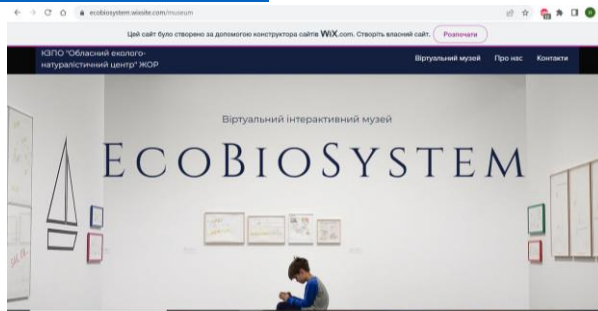 ecobiosystem.wixsite.com/museum
Цей сайт було створено за допомогою конструктора сайтів WiX.com. Створіть власний сайт. Розпочати
КЗПО "Обласний еколого-
натуралістичний центр" ЖОР
Віртуальний музей Про нас Контакти
Віртуальний інтерактивний музей
EcoBioSystem